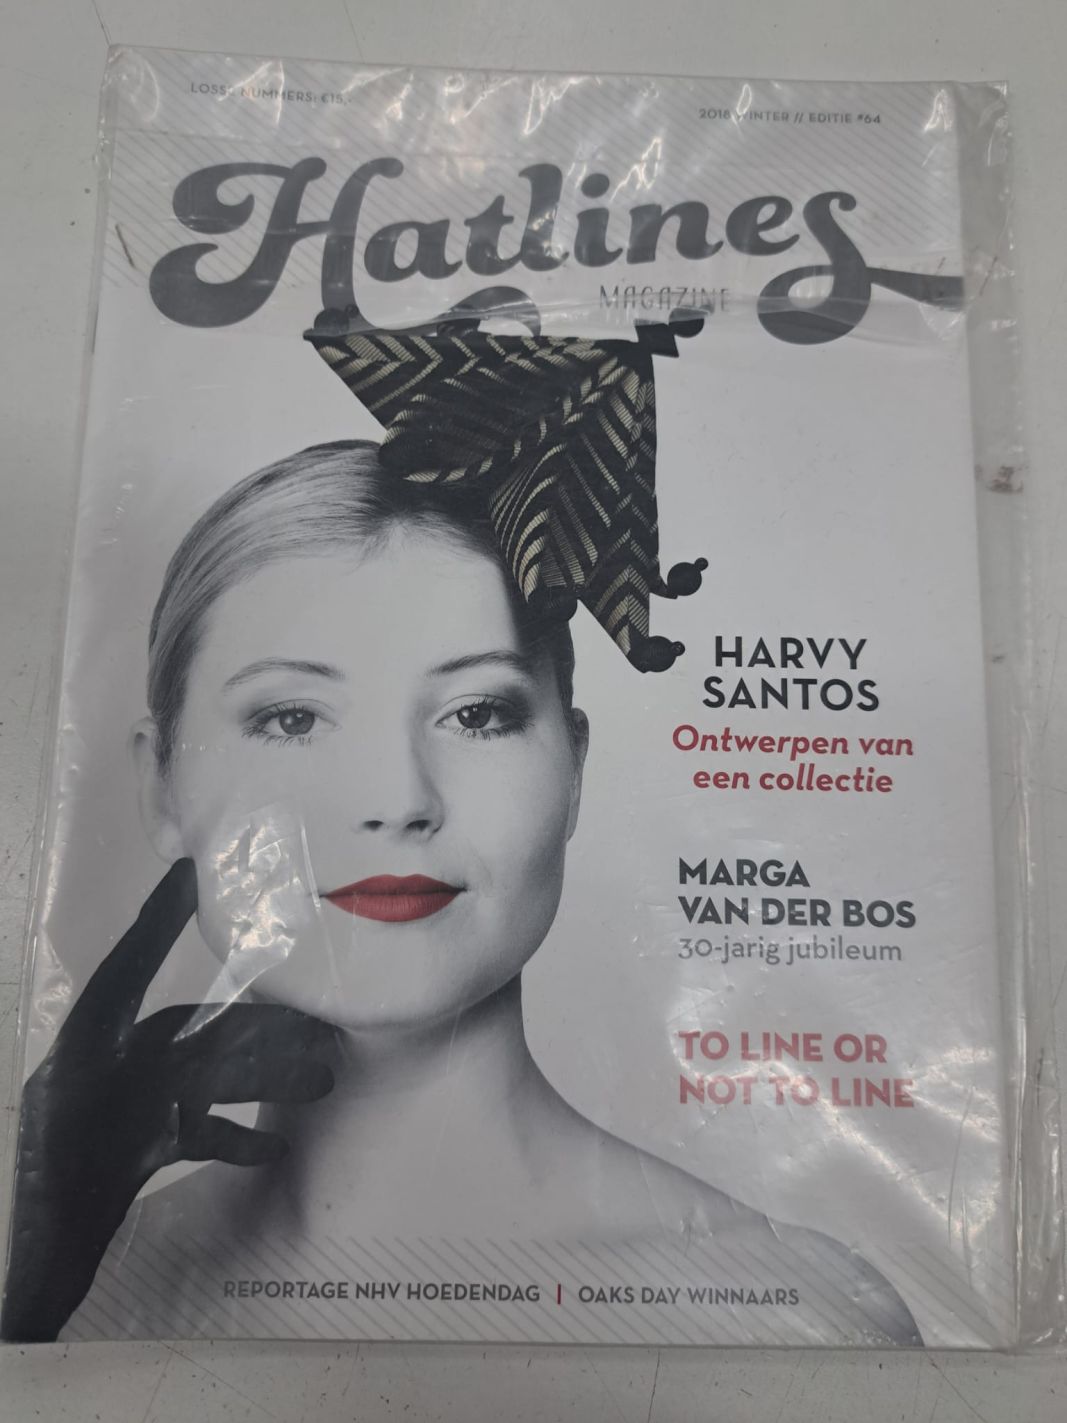 LOSSE NUMMERS: €15,-
2018 WINTER // EDITIE #64
Hatlines
MAGAZINE
HARVY
SANTOS
Ontwerpen van
een collectie
MARGA
VAN DER BOS
30-jarig jubileum
TO LINE OR
NOT TO LINE
REPORTAGE NHV HOEDENDAG | OAKS DAY WINNAARS